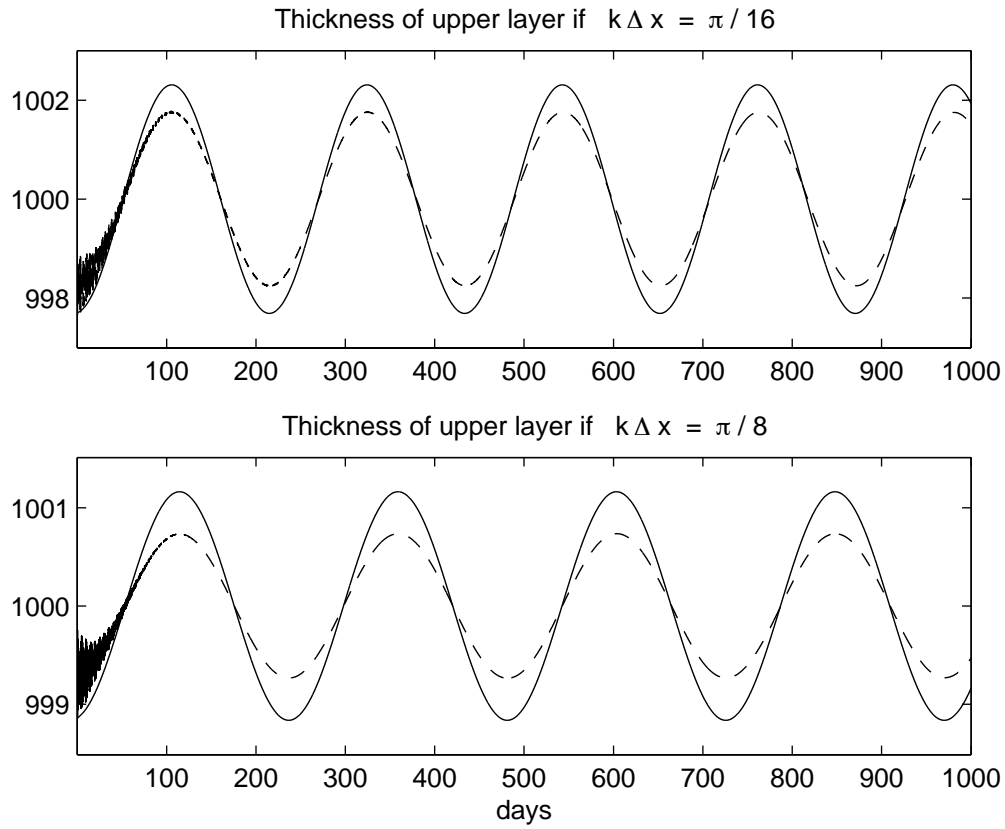 Thickness of upper layer if k Δ x = π / 16
1002
1000
998
100 200 300 400 500 600 700 800 900 1000
Thickness of upper layer if k Δ x = π / 8
1001
1000
999
100 200 300 400 500 600 700 800 900 1000
days